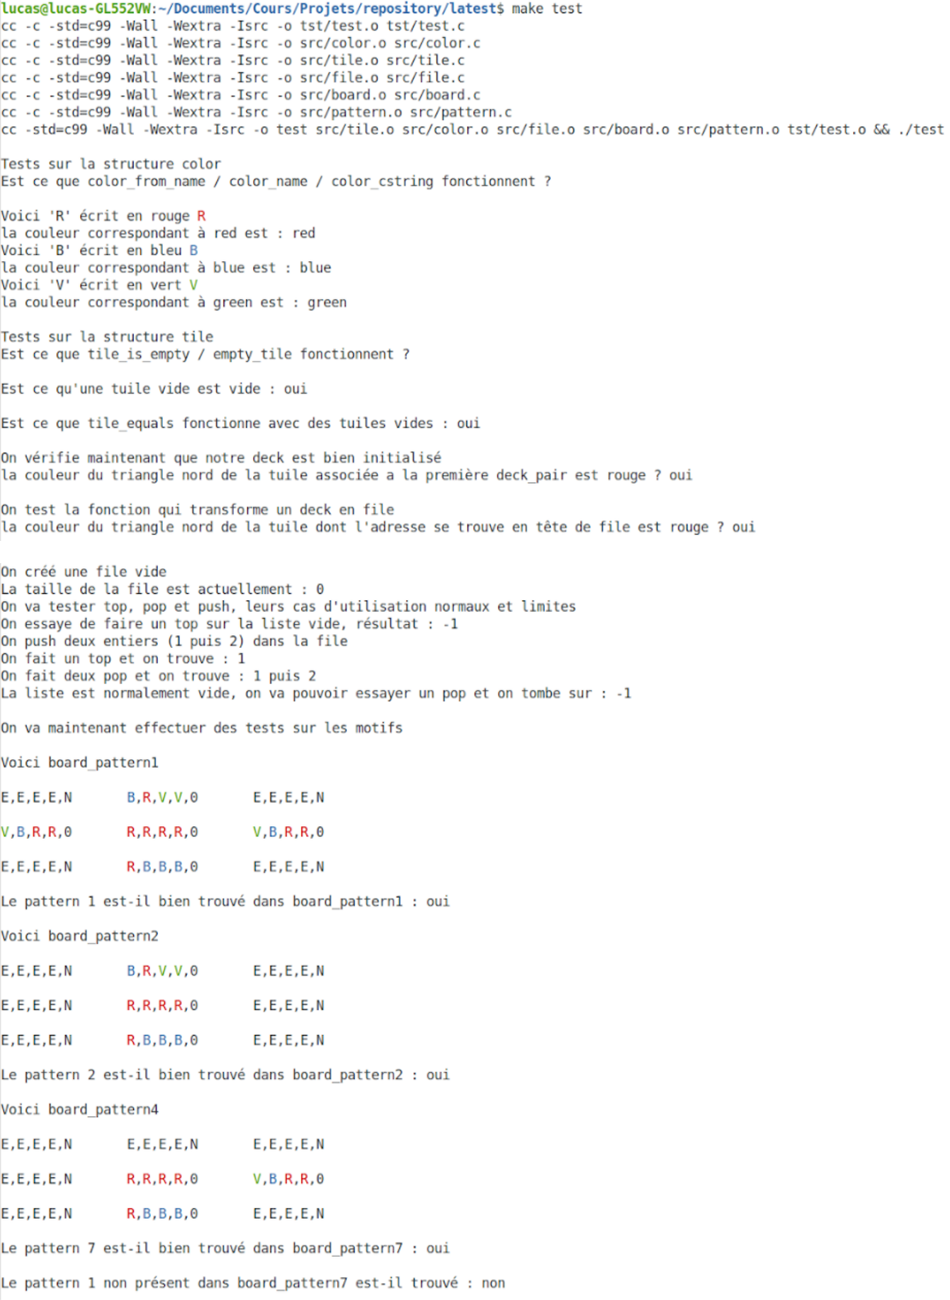 lucas@lucas-GL552VW:~/Documents/Cours/Projets/repository/latest$ make test
cc -c -std=c99 -Wall -Wextra -Isrc -o tst/test.o tst/test.c
cc -c -std=c99 -Wall -Wextra -Isrc -o src/color.o src/color.c
cc -c -std=c99 -Wall -Wextra -Isrc -o src/tile.o src/tile.c
cc -c -std=c99 -Wall -Wextra -Isrc -o src/file.o src/file.c
cc -c -std=c99 -Wall -Wextra -Isrc -o src/board.o src/board.c
cc -c -std=c99 -Wall -Wextra -Isrc -o src/pattern.o src/pattern.c
cc -std=c99 -Wall -Wextra -Isrc -o test src/tile.o src/color.o src/file.o src/board.o src/pattern.o tst/test.o && ./test
Tests sur la structure color
Est ce que color_from_name / color_name / color_cstring fonctionnent ?
Voici 'R' écrit en rouge R
la couleur correspondant à red est : red
Voici 'B' écrit en bleu B
la couleur correspondant à blue est : blue
Voici 'V' écrit en vert V
la couleur correspondant à green est : green
Tests sur la structure tile
Est ce que tile_is_empty / empty_tile fonctionnent ?
Est ce qu'une tuile vide est vide : oui
Est ce que tile_equals fonctionne avec des tuiles vides : oui
On vérifie maintenant que notre deck est bien initialisé
la couleur du triangle nord de la tuile associée a la première deck_pair est rouge ? oui
On test la fonction qui transforme un deck en file
la couleur du triangle nord de la tuile dont l'adresse se trouve en tête de file est rouge ? oui
On créé une file vide
La taille de la file est actuellement : 0
On va tester top, pop et push, leurs cas d'utilisation normaux et limites
On essaye de faire un top sur la liste vide, résultat : -1
On push deux entiers (1 puis 2) dans la file
On fait un top et on trouve : 1
On fait deux pop et on trouve : 1 puis 2
La liste est normalement vide, on va pouvoir essayer un pop et on tombe sur : -1
On va maintenant effectuer des tests sur les motifs
Voici board_pattern1
E,E,E,E,N B,R,V,V,0 E,E,E,E,N
V,B,R,R,0 R,R,R,R,0 V,B,R,R,0
E,E,E,E,N R,B,B,B,0 E,E,E,E,N
Le pattern 1 est-il bien trouvé dans board_pattern1 : oui
Voici board_pattern2
E,E,E,E,N B,R,V,V,0 E,E,E,E,N
E,E,E,E,N R,R,R,R,0 E,E,E,E,N
E,E,E,E,N R,B,B,B,0 E,E,E,E,N
Le pattern 2 est-il bien trouvé dans board_pattern2 : oui
Voici board_pattern4
E,E,E,E,N E,E,E,E,N E,E,E,E,N
E,E,E,E,N R,R,R,R,0 V,B,R,R,0
E,E,E,E,N R,B,B,B,0 E,E,E,E,N
Le pattern 7 est-il bien trouvé dans board_pattern7 : oui
Le pattern 1 non présent dans board_pattern7 est-il trouvé : non